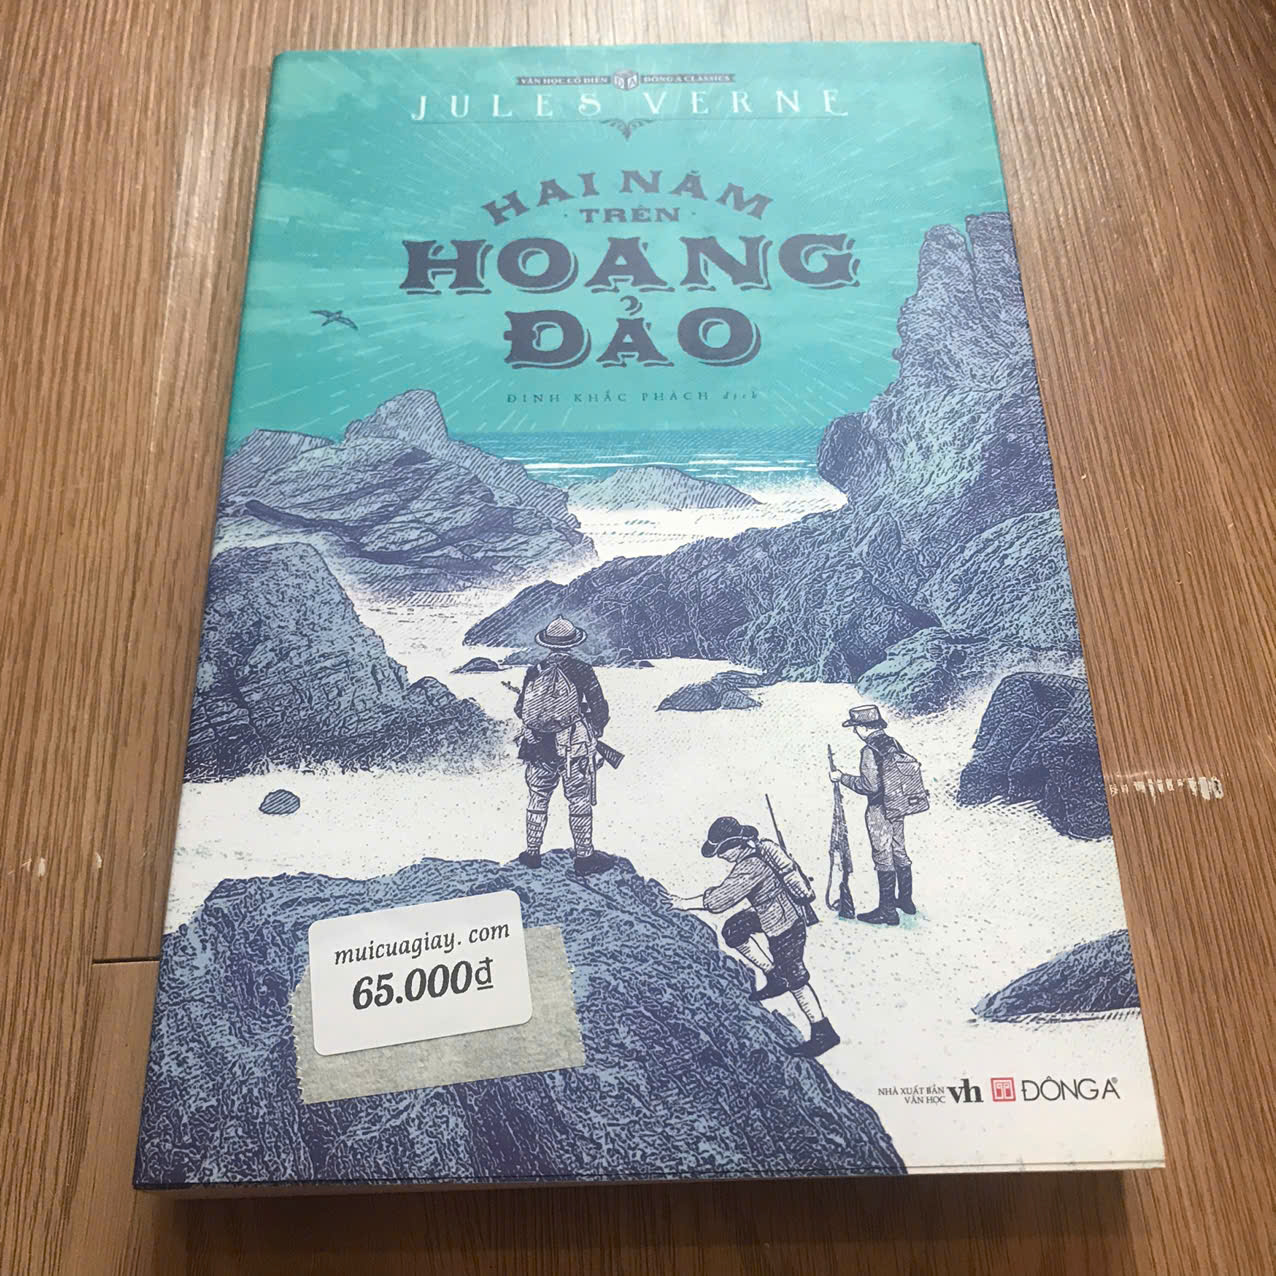 VĂN HỌC CỔ ĐIỂN ĐÔNG A CLASSICS
JULES VERNE
HAI NĂM
TRÊN
HOANG
ĐẢO
ĐINH KHẮC PHÁCH dịch
muicuagiay. com
65.000đ
NHÀ XUẤT BẢN
VĂN HỌC
vh
ĐÔNG A